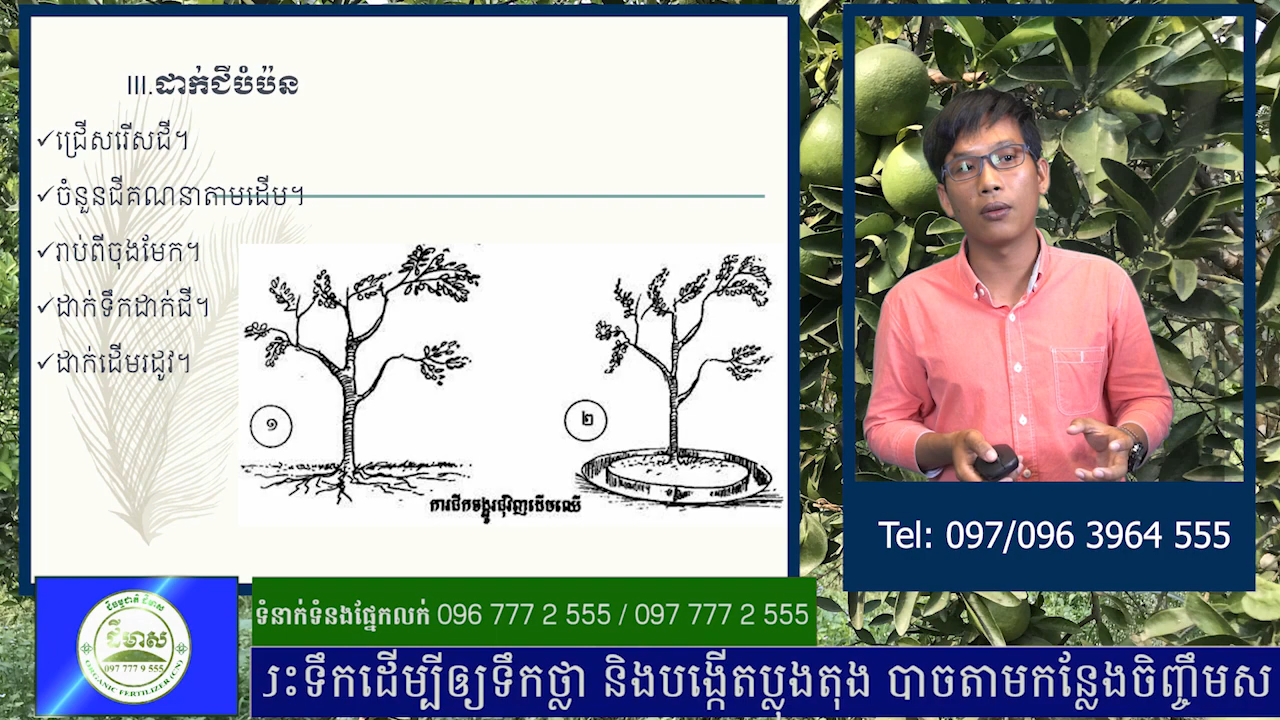 III.ដាក់ជីបំប៉ន
✓ជ្រើសរើសជី។
✓ចំនួនជីគណនាតាមដើម។
✓រាប់ពីចុងមែក។
✓ដាក់ទឹកដាក់ជី។
✓ដាក់ដើមរដូវ។
១
២
ការជីកចង្អូរជុំវិញដើមឈើ
Tel: 097/096 3964 555
ជីធម្មជាតិ ជីមាស
ជីមាស
097 777 9 555
ORGANIC FERTILIZER (CN)
ទំនាក់ទំនងផ្នែកលក់ 096 777 2 555 / 097 777 2 555
ះទឹកដើម្បីឲ្យទឹកថ្លា និងបង្កើតប្លុងតុង បាចតាមកន្លែងចិញ្ចឹមស